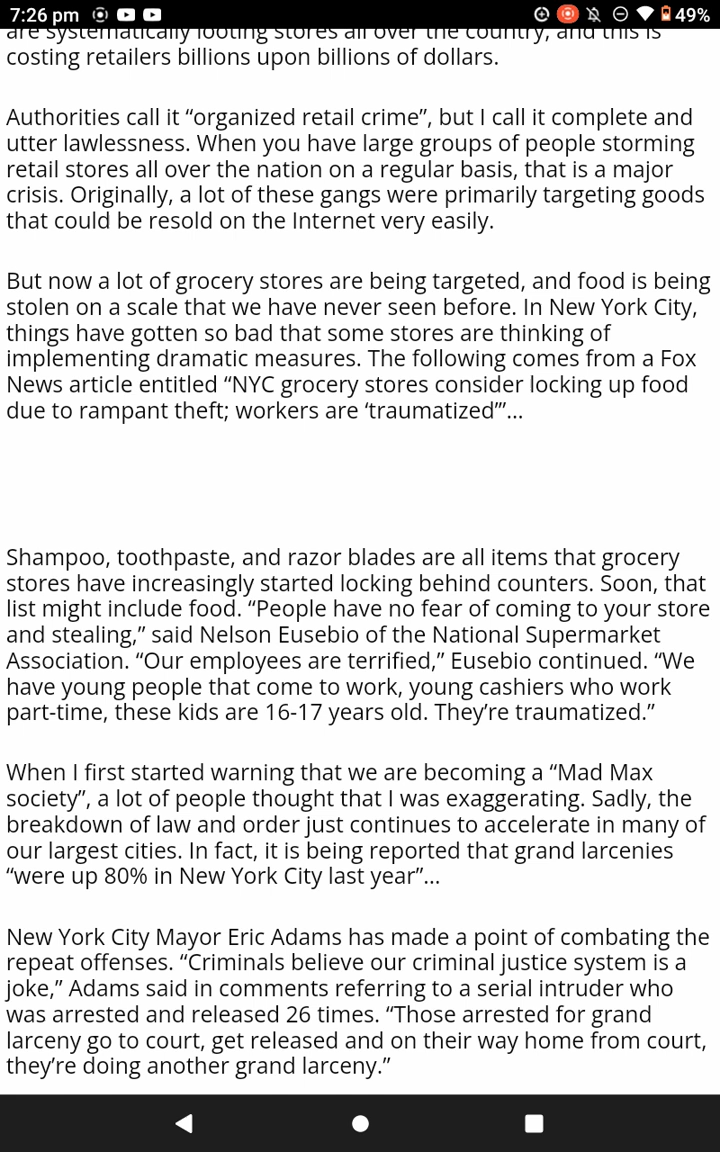 7:26 pm
49%
are systematically looting stores all over the country, and this is
costing retailers billions upon billions of dollars.
Authorities call it “organized retail crime”, but I call it complete and
utter lawlessness. When you have large groups of people storming
retail stores all over the nation on a regular basis, that is a major
crisis. Originally, a lot of these gangs were primarily targeting goods
that could be resold on the Internet very easily.
But now a lot of grocery stores are being targeted, and food is being
stolen on a scale that we have never seen before. In New York City,
things have gotten so bad that some stores are thinking of
implementing dramatic measures. The following comes from a Fox
News article entitled “NYC grocery stores consider locking up food
due to rampant theft; workers are ‘traumatized’”…
Shampoo, toothpaste, and razor blades are all items that grocery
stores have increasingly started locking behind counters. Soon, that
list might include food. “People have no fear of coming to your store
and stealing,” said Nelson Eusebio of the National Supermarket
Association. “Our employees are terrified,” Eusebio continued. “We
have young people that come to work, young cashiers who work
part-time, these kids are 16-17 years old. They’re traumatized.”
When I first started warning that we are becoming a “Mad Max
society”, a lot of people thought that I was exaggerating. Sadly, the
breakdown of law and order just continues to accelerate in many of
our largest cities. In fact, it is being reported that grand larcenies
“were up 80% in New York City last year”…
New York City Mayor Eric Adams has made a point of combating the
repeat offenses. “Criminals believe our criminal justice system is a
joke,” Adams said in comments referring to a serial intruder who
was arrested and released 26 times. “Those arrested for grand
larceny go to court, get released and on their way home from court,
they’re doing another grand larceny.”